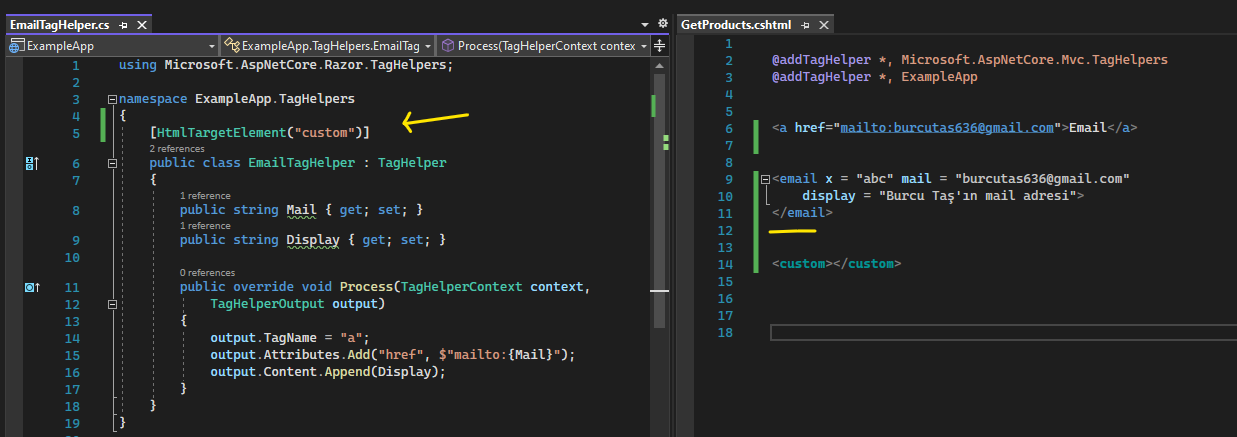 EmailTagHelper.cs
ExampleApp
ExampleApp.TagHelpers.EmailTag
Process(TagHelperContext contex
1 using Microsoft.AspNetCore.Razor.TagHelpers;
2
3 namespace ExampleApp.TagHelpers
4 {
5 [HtmlTargetElement("custom")]
2 references
6 public class EmailTagHelper : TagHelper
7 {
1 reference
8 public string Mail { get; set; }
1 reference
9 public string Display { get; set; }
10
0 references
11 public override void Process(TagHelperContext context,
12 TagHelperOutput output)
13 {
14 output.TagName = "a";
15 output.Attributes.Add("href", $"mailto:{Mail}");
16 output.Content.Append(Display);
17 }
18 }
19 }
GetProducts.cshtml
1
2 @addTagHelper *, Microsoft.AspNetCore.Mvc.TagHelpers
3 @addTagHelper *, ExampleApp
4
5
6 <a href="mailto:burcutas636@gmail.com">Email</a>
7
8
9 <email x = "abc" mail = "burcutas636@gmail.com"
10 display = "Burcu Taş'ın mail adresi">
11 </email>
12
13
14 <custom></custom>
15
16
17
18